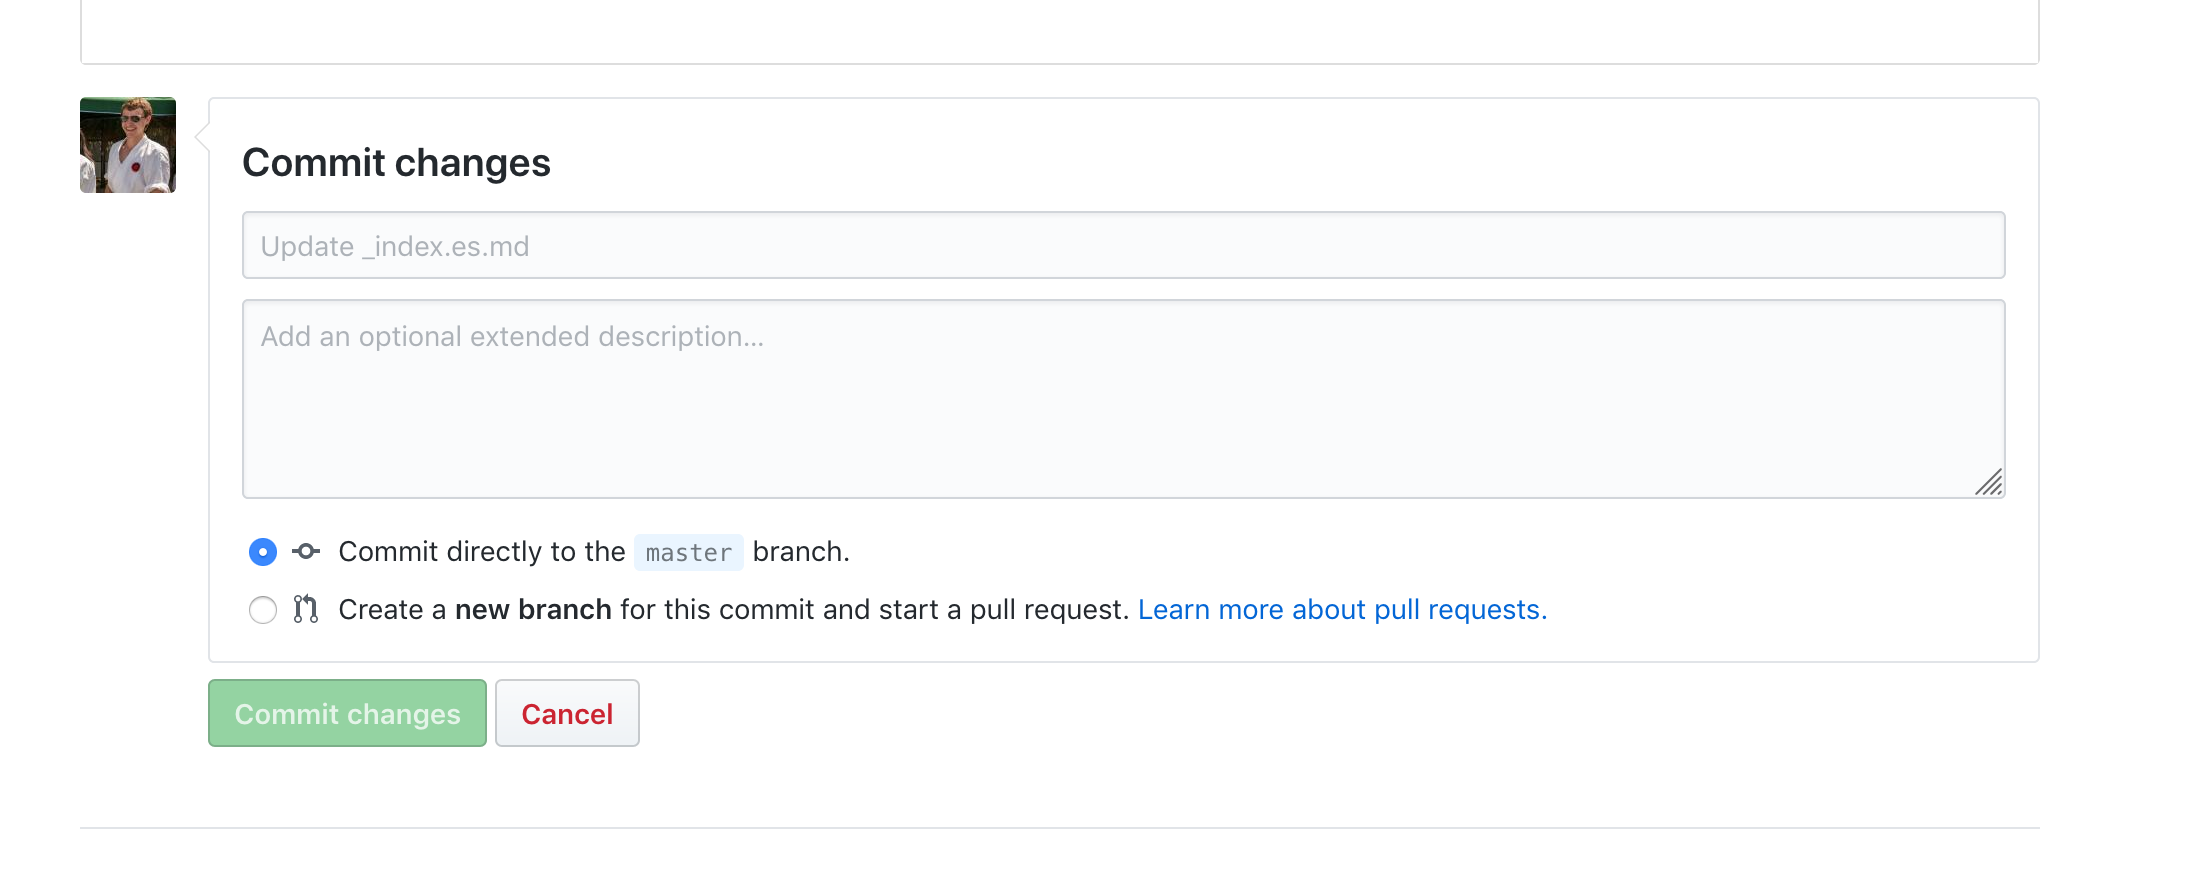 Commit changes
Update _index.es.md
Add an optional extended description...
Commit directly to the master branch.
Create a new branch for this commit and start a pull request. Learn more about pull requests.
Commit changes
Cancel